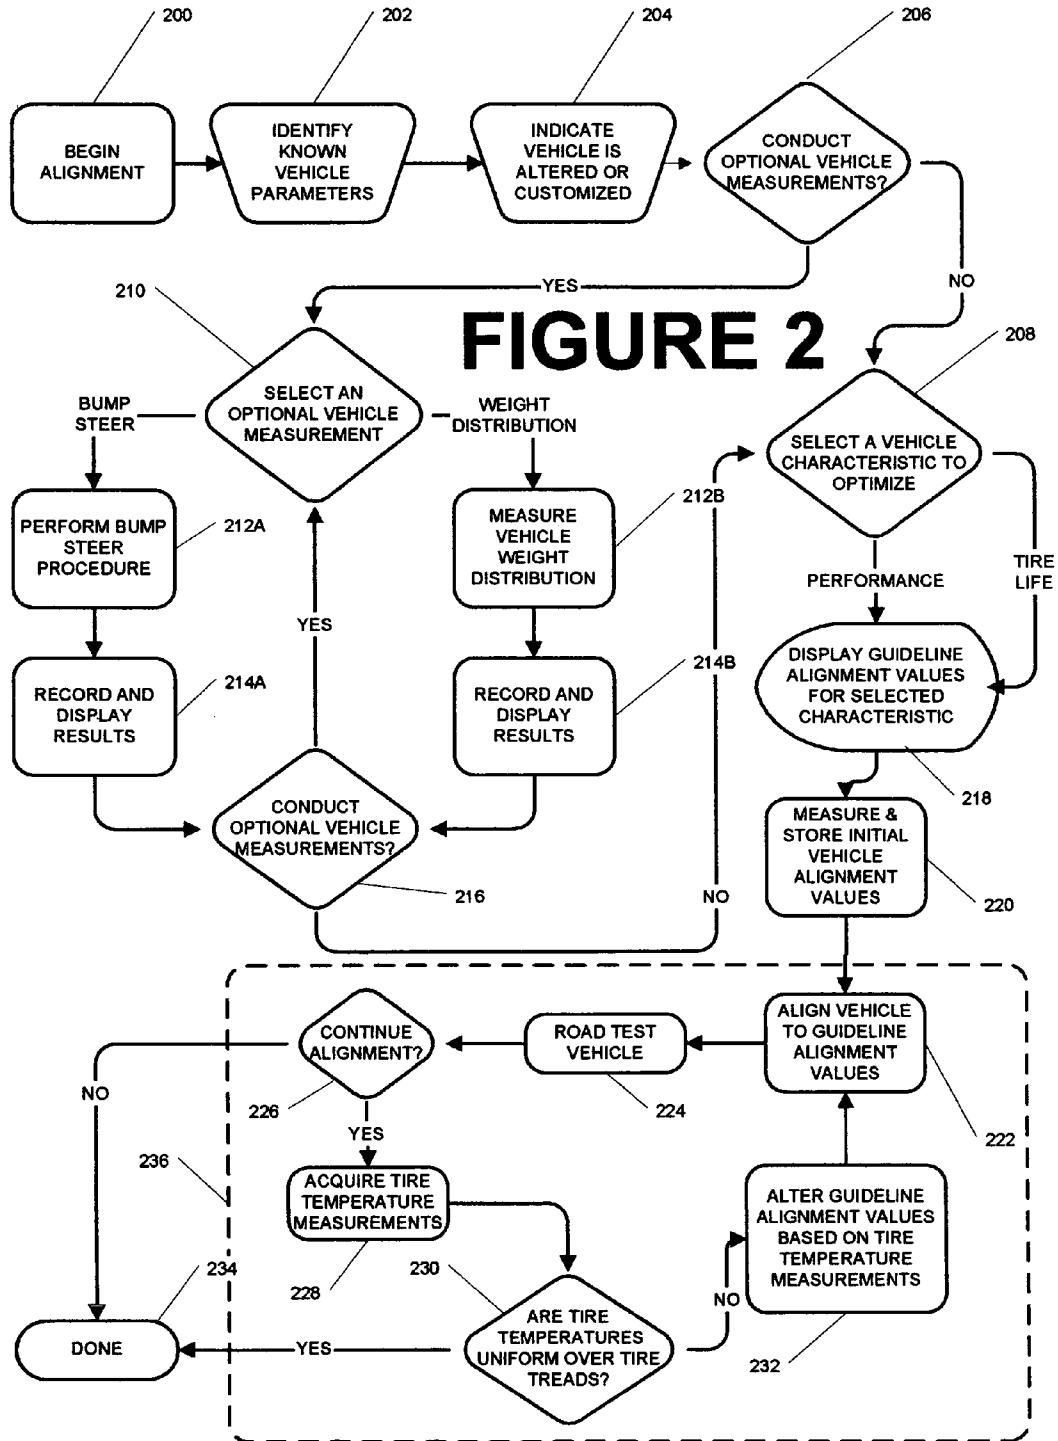 200
202
204
206
BEGIN
ALIGNMENT
IDENTIFY
KNOWN
VEHICLE
PARAMETERS
INDICATE
VEHICLE IS
ALTERED OR
CUSTOMIZED
CONDUCT
OPTIONAL VEHICLE
MEASUREMENTS?
YES
NO
210
FIGURE 2
208
SELECT AN
OPTIONAL VEHICLE
MEASUREMENT
BUMP
STEER
WEIGHT
DISTRIBUTION
SELECT A VEHICLE
CHARACTERISTIC TO
OPTIMIZE
PERFORM BUMP
STEER
PROCEDURE
212A
MEASURE
VEHICLE
WEIGHT
DISTRIBUTION
212B
PERFORMANCE
TIRE
LIFE
YES
RECORD AND
DISPLAY
RESULTS
214A
RECORD AND
DISPLAY
RESULTS
214B
DISPLAY GUIDELINE
ALIGNMENT VALUES
FOR SELECTED
CHARACTERISTIC
218
CONDUCT
OPTIONAL VEHICLE
MEASUREMENTS?
216
NO
MEASURE &
STORE INITIAL
VEHICLE
ALIGNMENT
VALUES
220
CONTINUE
ALIGNMENT?
226
ROAD TEST
VEHICLE
224
ALIGN VEHICLE
TO GUIDELINE
ALIGNMENT
VALUES
222
NO
YES
236
ACQUIRE TIRE
TEMPERATURE
MEASUREMENTS
228
ALTER GUIDELINE
ALIGNMENT VALUES
BASED ON TIRE
TEMPERATURE
MEASUREMENTS
232
234
230
NO
DONE
YES
ARE TIRE
TEMPERATURES
UNIFORM OVER TIRE
TREADS?